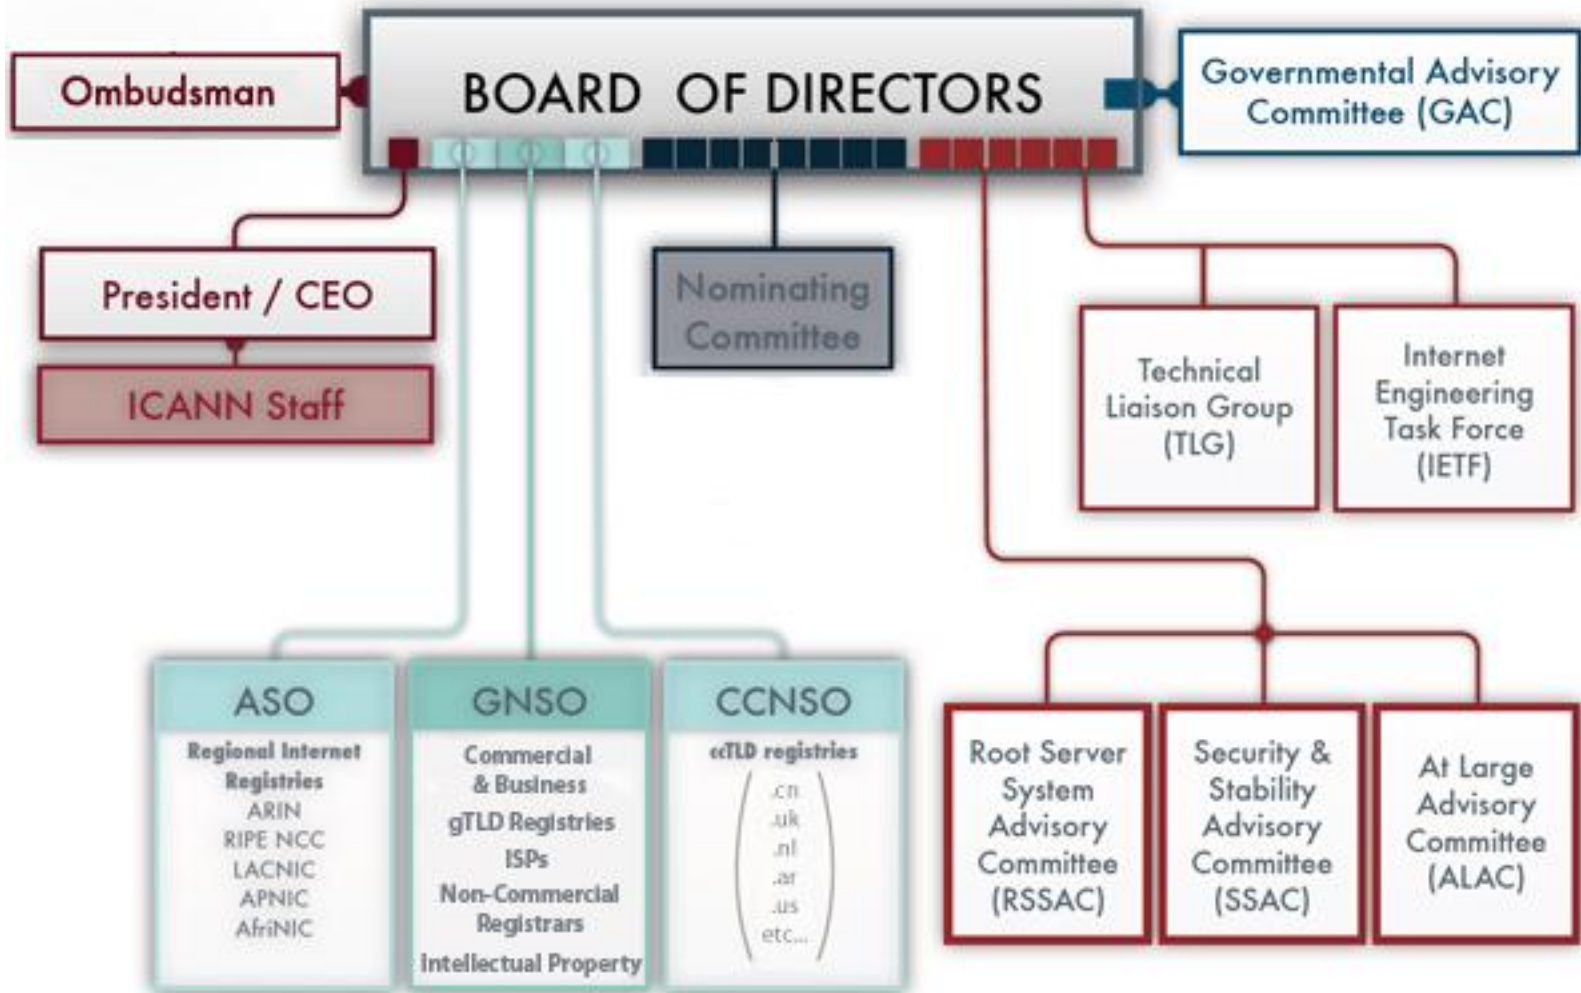 Ombudsman
BOARD OF DIRECTORS
Governmental Advisory
Committee (GAC)
President / CEO
ICANN Staff
Nominating
Committee
Technical
Liaison Group
(TLG)
Internet
Engineering
Task Force
(IETF)
ASO
Regional Internet
Registries
ARIN
RIPE NCC
LACNIC
APNIC
AfriNIC
GNSO
Commercial
& Business
gTLD Registries
ISPs
Non-Commercial
Registrars
Intellectual Property
CCNSO
ccTLD registries
.cn
.uk
.nl
.ar
.us
etc...
Root Server
System
Advisory
Committee
(RSSAC)
Security &
Stability
Advisory
Committee
(SSAC)
At Large
Advisory
Committee
(ALAC)